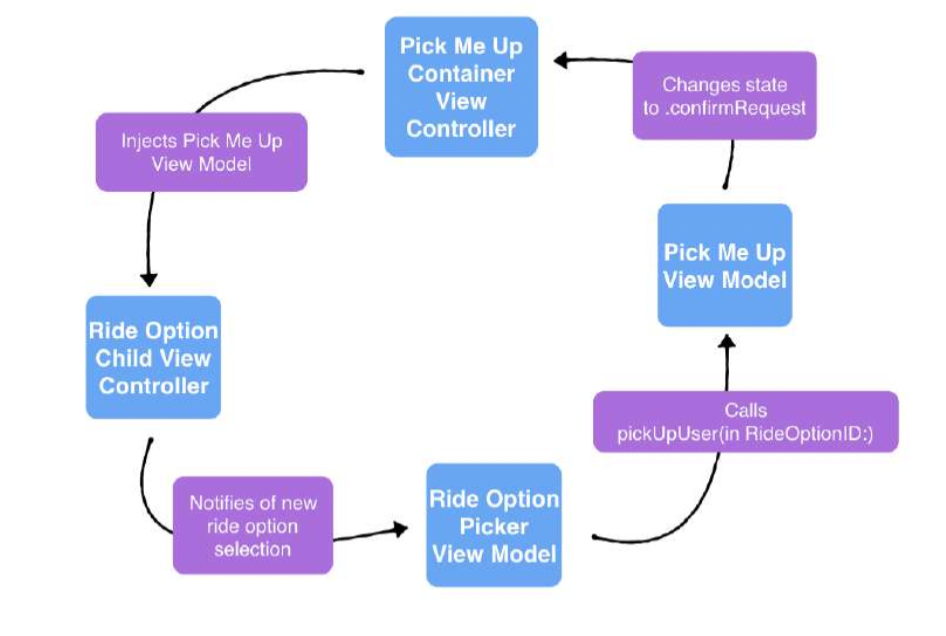 Pick Me Up
Container
View
Controller
Changes state
to .confirmRequest
Injects Pick Me Up
View Model
Pick Me Up
View Model
Ride Option
Child View
Controller
Calls
pickUpUser(in RideOptionID:)
Notifies of new
ride option
selection
Ride Option
Picker
View Model